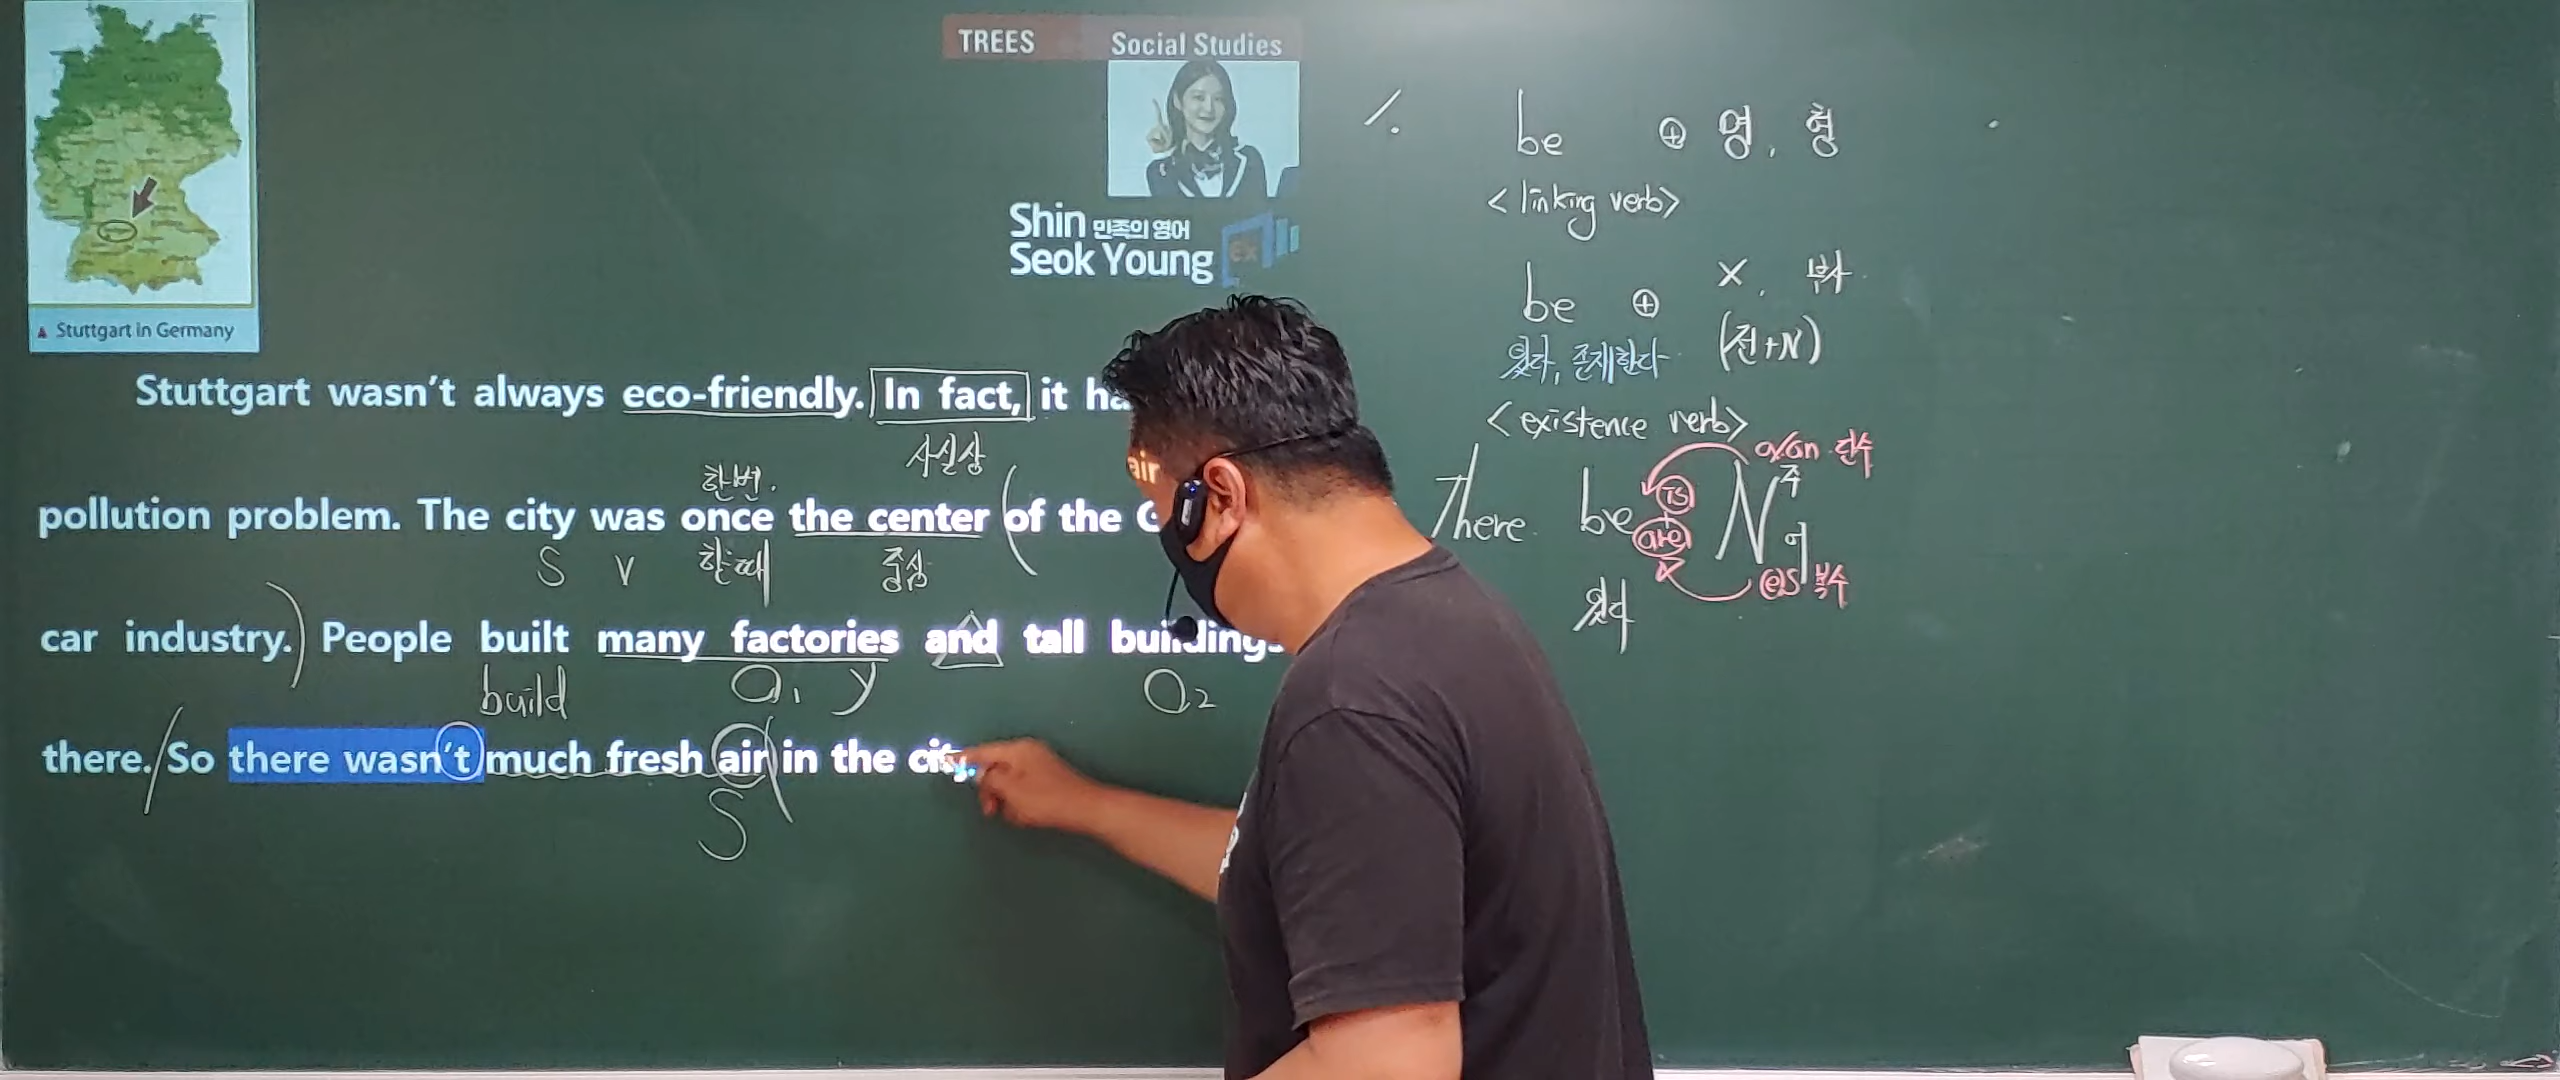 TREES Social Studies
Shin 민족의 영어
Seok Young
ex
Stuttgart in Germany
Stuttgart wasn't always eco-friendly. In fact, it
사실상
air
한번.
pollution problem. The city was once the center of the
S V 한때 중심
car industry. People built many factories and tall buildings
build O1 y O2
there. So there wasn't much fresh air in the city.
S
1. be ⊕ 명, 형
<linking verb>
be ⊕ X, 부사
있다, 존재한다 (전+N)
<existence verb>
a/an 단수
There be is are N 주어
(e)s 복수
있다